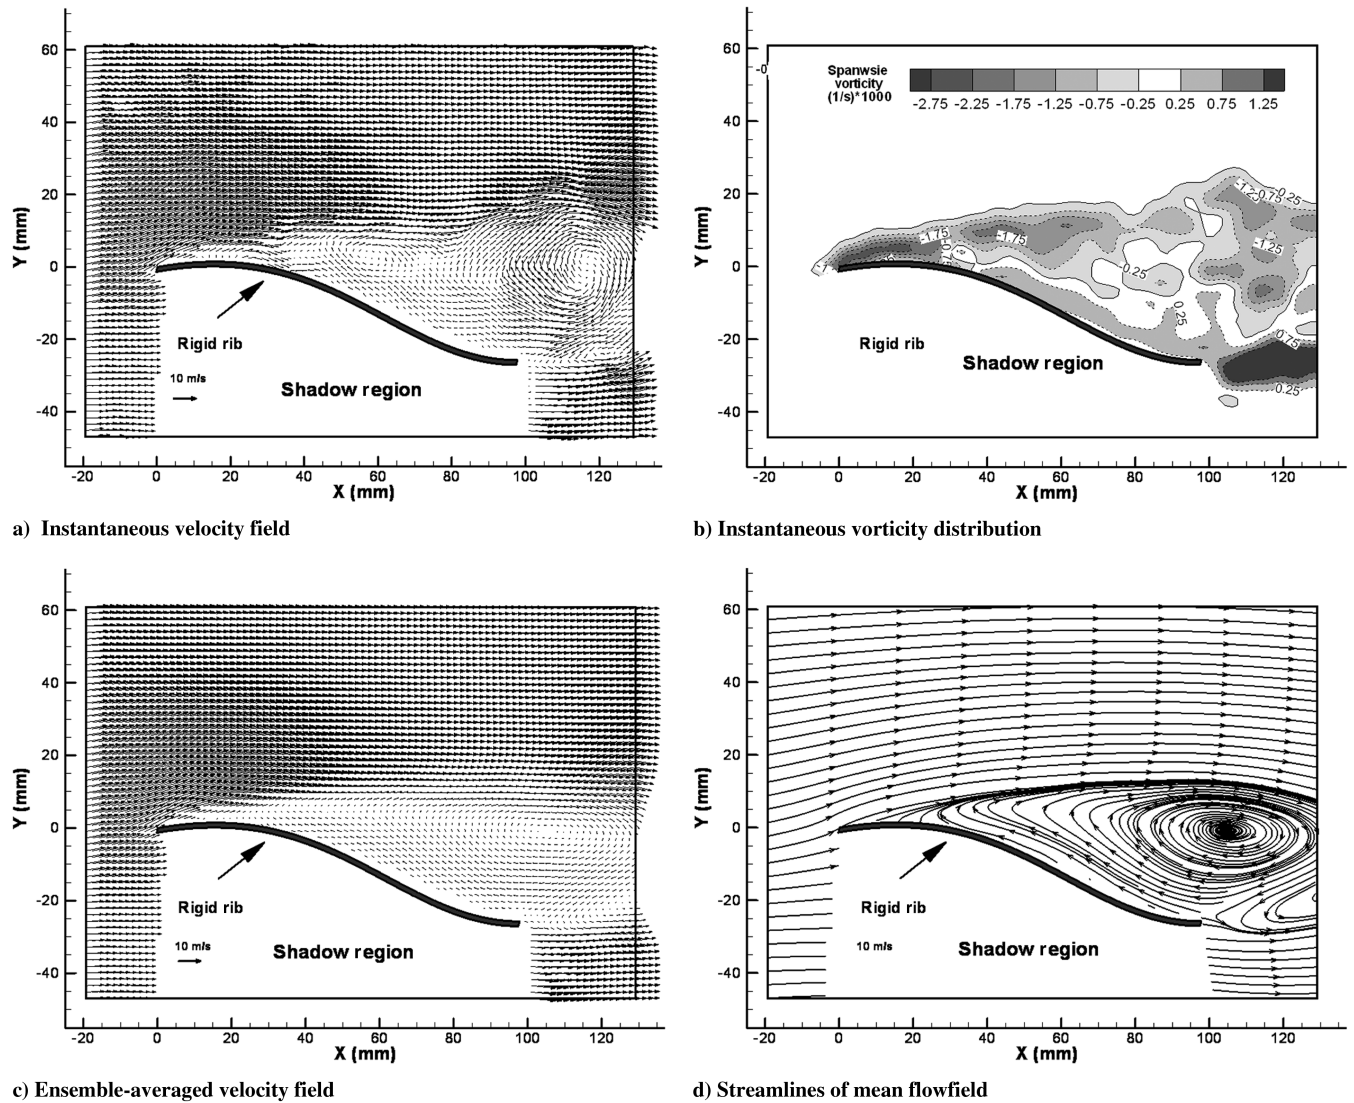 60
40
20
0
-20
-40
Y (mm)
Rigid rib
10 m/s
Shadow region
-20 0 20 40 60 80 100 120
X (mm)
a) Instantaneous velocity field
60
40
20
0
-20
-40
Y (mm)
-0
Spanwsie
vorticity
(1/s)*1000
-2.75 -2.25 -1.75 -1.25 -0.75 -0.25 0.25 0.75 1.25
-0.25
-0.75
-1.75
-1.75
-1.25
-0.25
0.25
0.75
0.25
Rigid rib
Shadow region
-20 0 20 40 60 80 100 120
X (mm)
b) Instantaneous vorticity distribution
60
40
20
0
-20
-40
Y (mm)
Rigid rib
10 m/s
Shadow region
-20 0 20 40 60 80 100 120
X (mm)
c) Ensemble-averaged velocity field
60
40
20
0
-20
-40
Y (mm)
Rigid rib
10 m/s
Shadow region
-20 0 20 40 60 80 100 120
X (mm)
d) Streamlines of mean flowfield